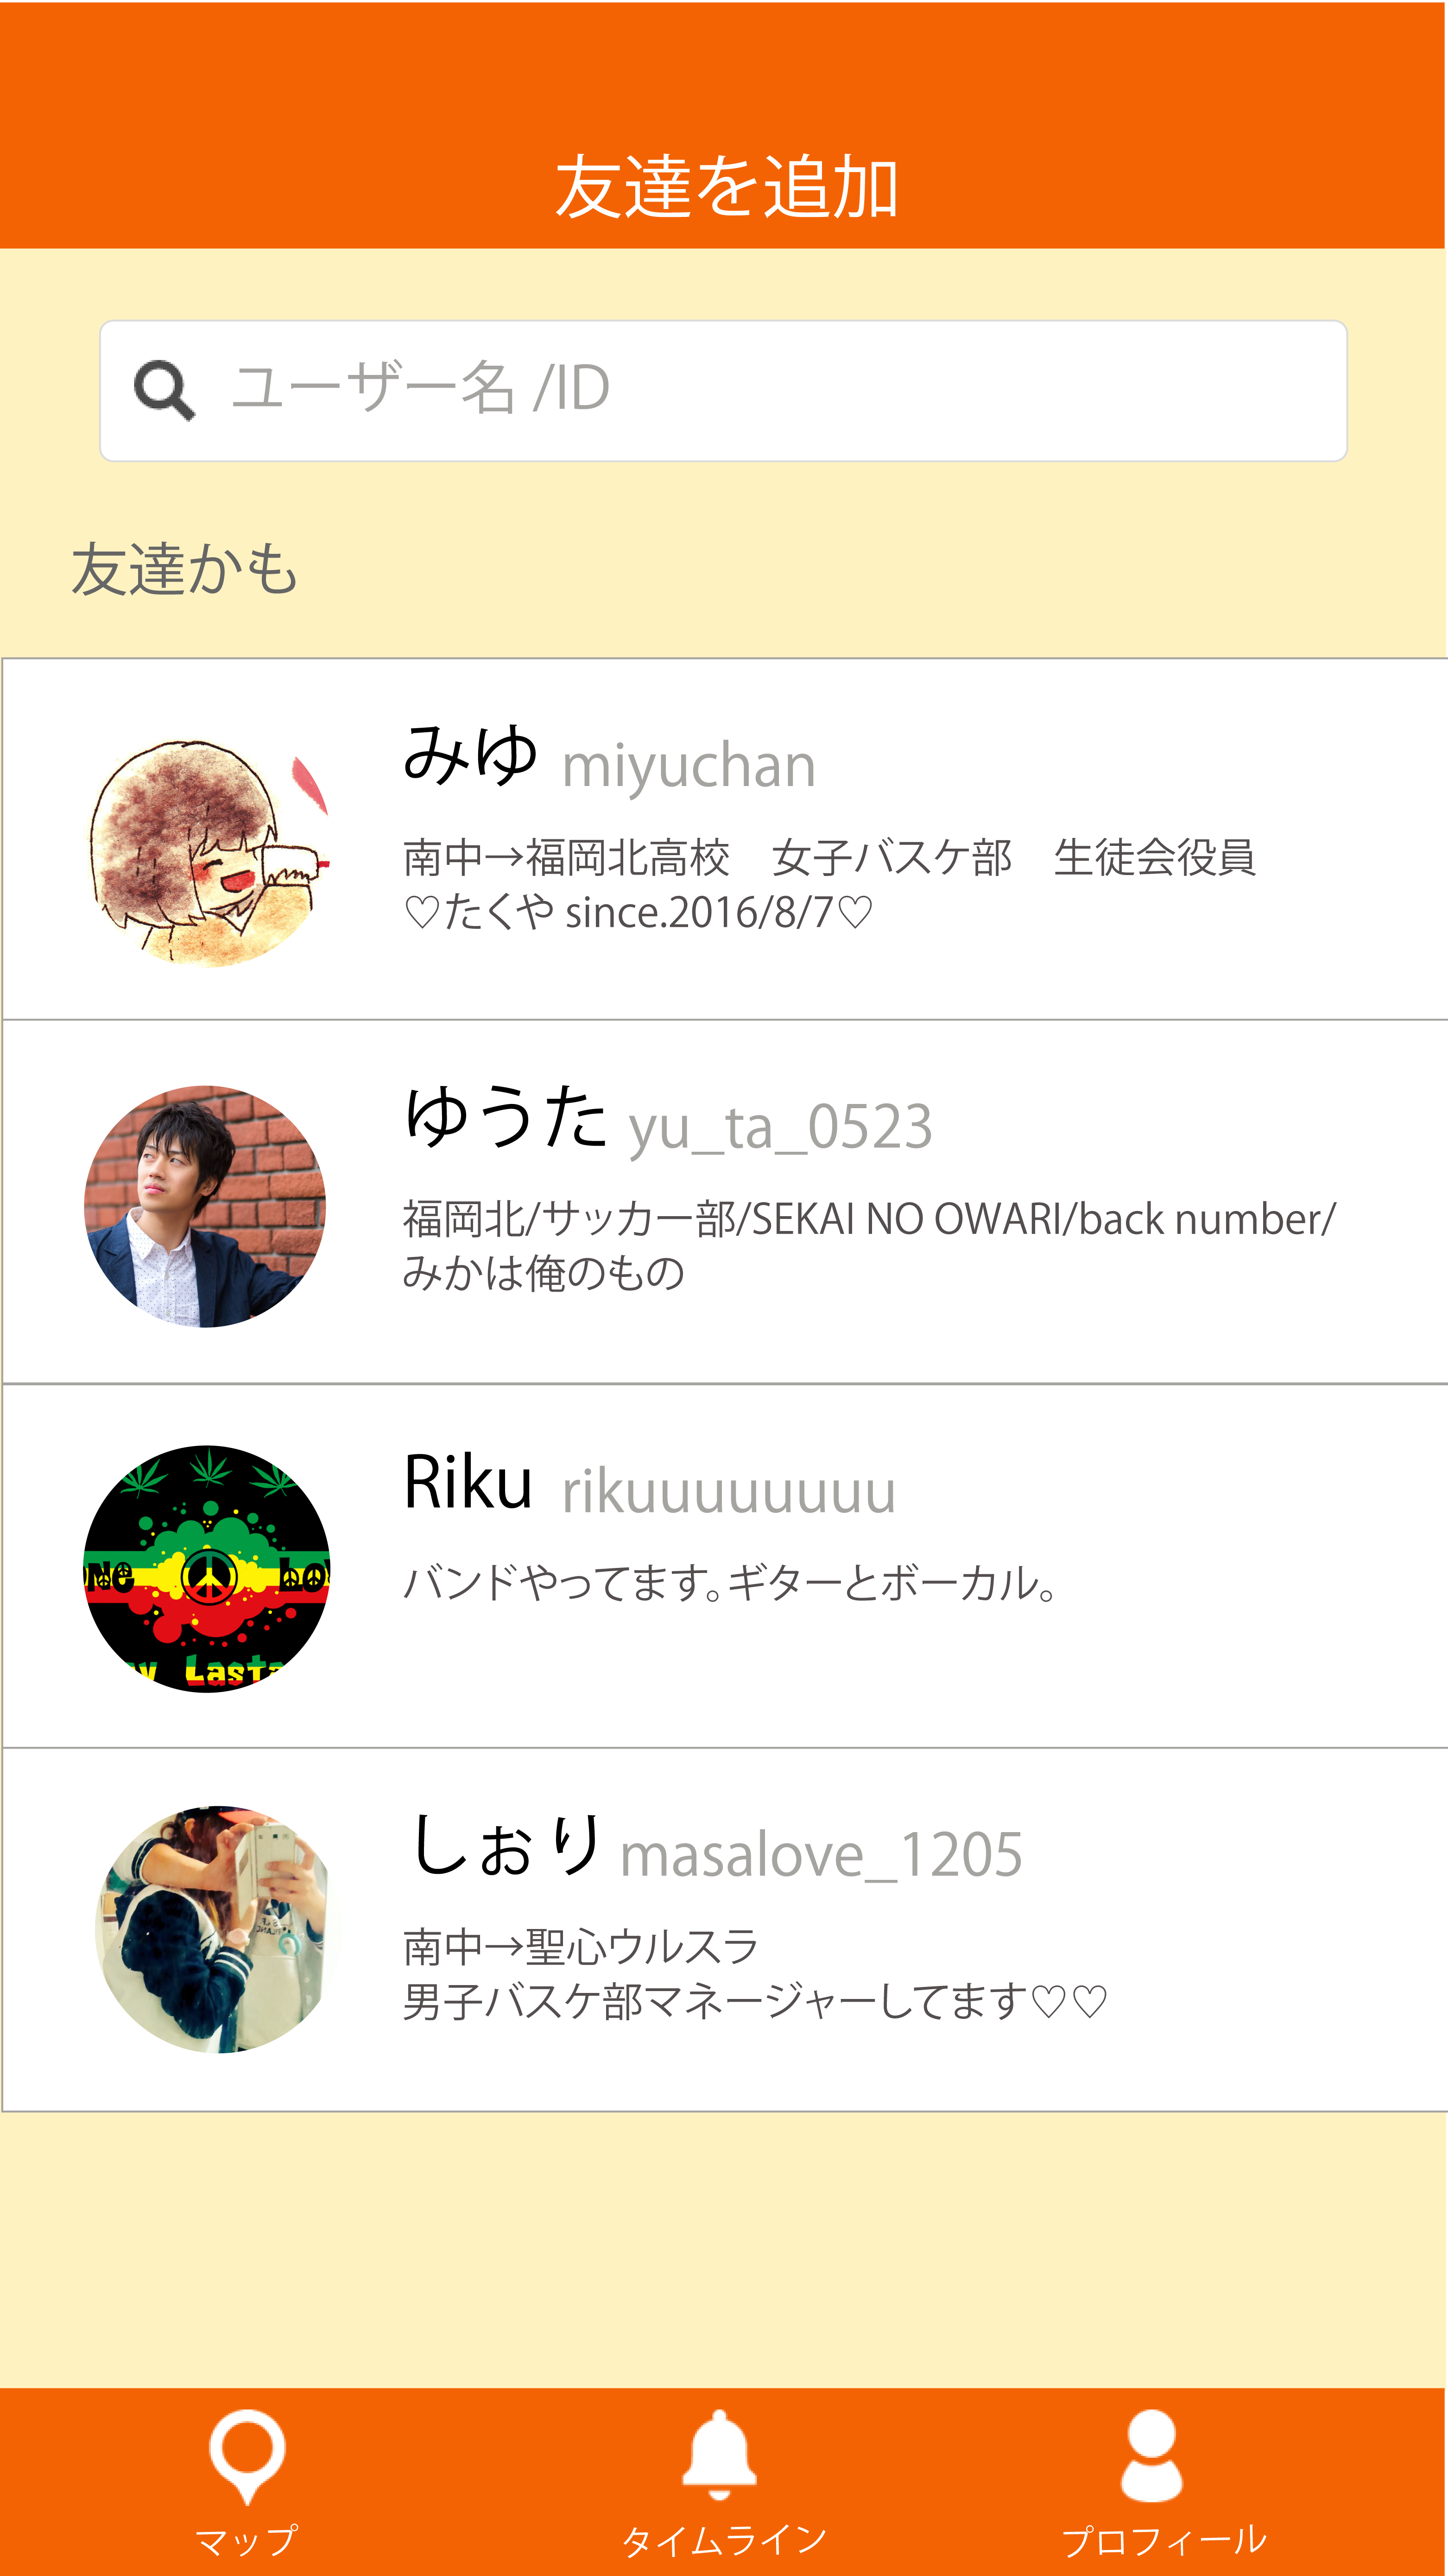 友達を追加
ユーザー名 /ID
友達かも
みゆ miyuchan
南中→福岡北高校　女子バスケ部　生徒会役員
♡たくや since.2016/8/7♡
ゆうた yu_ta_0523
福岡北/サッカー部/SEKAI NO OWARI/back number/
みかは俺のもの
Riku rikuuuuuuuu
バンドやってます。ギターとボーカル。
しぉり masalove_1205
南中→聖心ウルスラ
男子バスケ部マネージャーしてます♡♡
マップ
タイムライン
プロフィール